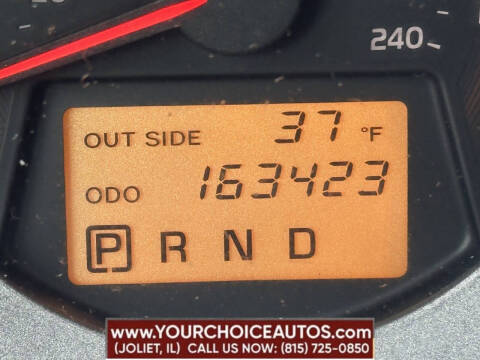 240
OUT SIDE 37 °F
ODO 163423
P R N D
WWW.YOURCHOICEAUTOS.COM
(JOLIET, IL) CALL US NOW: (815) 725-0850